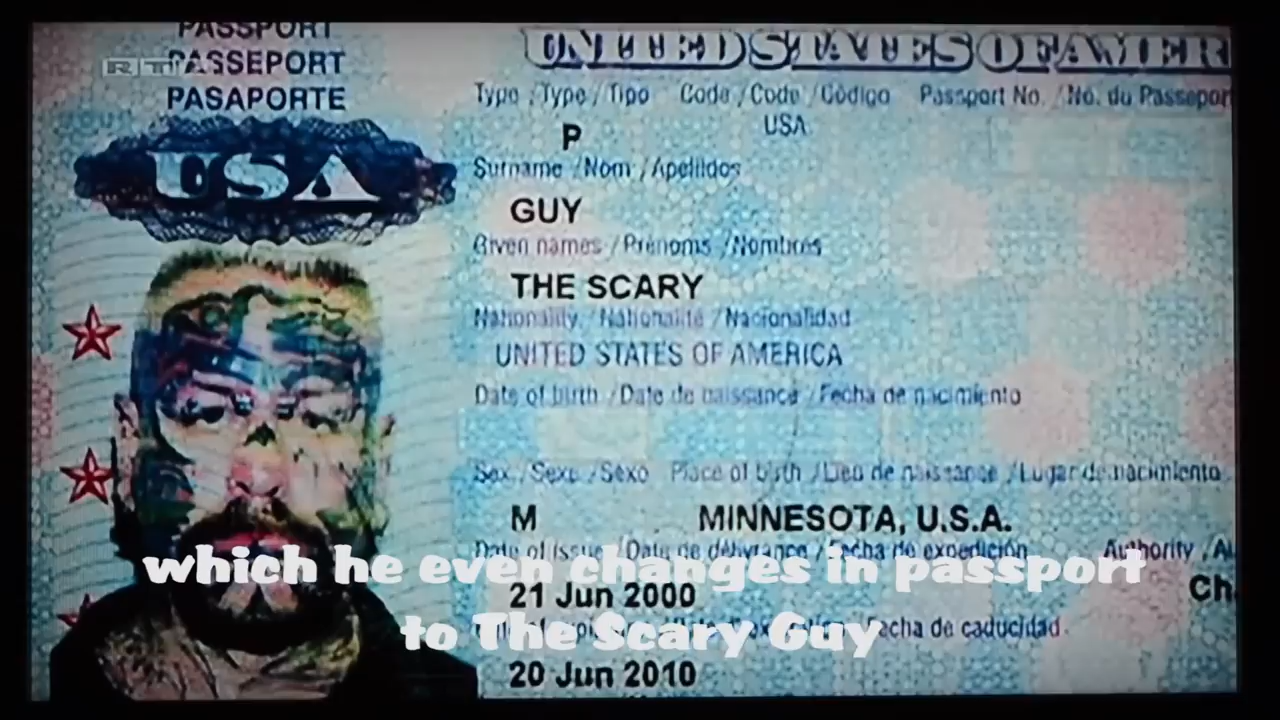 PASSPORT
PASSEPORT
PASAPORTE
RTL
USA
UNITED STATES OF AMER
Type / Type / Tipo Code / Code / Código Passport No. / No. du Passepor
P USA
Surname / Nom / Apellidos
GUY
Given names / Prénoms / Nombres
THE SCARY
Nationality / Nationalité / Nacionalidad
UNITED STATES OF AMERICA
Date of birth / Date de naissance / Fecha de nacimiento
Sex / Sexe / Sexo Place of birth / Lieu de naissance / Lugar de nacimiento
M MINNESOTA, U.S.A.
Date of issue / Date de délivrance / Fecha de expedición Authority / Au
which he even changes in passport
21 Jun 2000 Ch
to The Scary Guy
Fecha de caducidad
20 Jun 2010